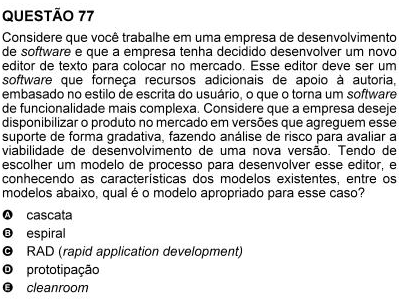 QUESTÃO 77
Considere que você trabalhe em uma empresa de desenvolvimento
de software e que a empresa tenha decidido desenvolver um novo
editor de texto para colocar no mercado. Esse editor deve ser um
software que forneça recursos adicionais de apoio à autoria,
embasado no estilo de escrita do usuário, o que o torna um software
de funcionalidade mais complexa. Considere que a empresa deseje
disponibilizar o produto no mercado em versões que agreguem esse
suporte de forma gradativa, fazendo análise de risco para avaliar a
viabilidade de desenvolvimento de uma nova versão. Tendo de
escolher um modelo de processo para desenvolver esse editor, e
conhecendo as características dos modelos existentes, entre os
modelos abaixo, qual é o modelo apropriado para esse caso?
A cascata
B espiral
C RAD (rapid application development)
D prototipação
E cleanroom